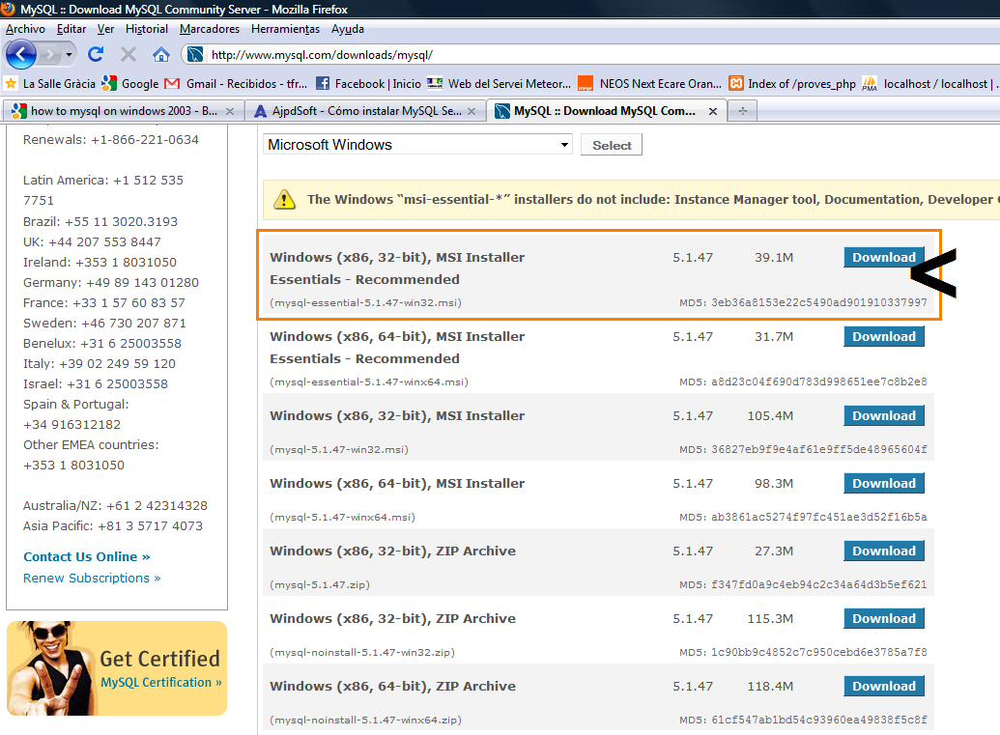 MySQL :: Download MySQL Community Server - Mozilla Firefox
Archivo Editar Ver Historial Marcadores Herramientas Ayuda
http://www.mysql.com/downloads/mysql/
La Salle Gràcia Google Gmail - Recibidos - tfr... Facebook | Inicio Web del Servei Meteor... NEOS Next Ecare Oran... Index of /proves_php localhost / localhost | ...
how to mysql on windows 2003 - B... AjpdSoft - Cómo instalar MySQL Se... MySQL :: Download MySQL Com...
Renewals: +1-866-221-0634
Latin America: +1 512 535
7751
Brazil: +55 11 3020.3193
UK: +44 207 553 8447
Ireland: +353 1 8031050
Germany: +49 89 143 01280
France: +33 1 57 60 83 57
Sweden: +46 730 207 871
Benelux: +31 6 25003558
Italy: +39 02 249 59 120
Israel: +31 6 25003558
Spain & Portugal:
+34 916312182
Other EMEA countries:
+353 1 8031050
Australia/NZ: +61 2 42314328
Asia Pacific: +81 3 5717 4073
Contact Us Online »
Renew Subscriptions »
Get Certified
MySQL Certification »
Microsoft Windows Select
The Windows “msi-essential-*” installers do not include: Instance Manager tool, Documentation, Developer
Windows (x86, 32-bit), MSI Installer 5.1.47 39.1M Download
Essentials - Recommended
(mysql-essential-5.1.47-win32.msi) MD5: 3eb36a8153e22c5490ad901910337997
<
Windows (x86, 64-bit), MSI Installer 5.1.47 31.7M Download
Essentials - Recommended
(mysql-essential-5.1.47-winx64.msi) MD5: a8d23c04f690d783d998651ee7c8b2e8
Windows (x86, 32-bit), MSI Installer 5.1.47 105.4M Download
(mysql-5.1.47-win32.msi) MD5: 36827eb9f9e4af61e9ff5de48965604f
Windows (x86, 64-bit), MSI Installer 5.1.47 98.3M Download
(mysql-5.1.47-winx64.msi) MD5: ab3861ac5274f97fc451ae3d52f16b5a
Windows (x86, 32-bit), ZIP Archive 5.1.47 27.3M Download
(mysql-5.1.47.zip) MD5: f347fd0a9c4eb94c2c34a64d3b5ef621
Windows (x86, 32-bit), ZIP Archive 5.1.47 115.3M Download
(mysql-noinstall-5.1.47-win32.zip) MD5: 1c90bb9c4852c7c950cebd6e3785a7f8
Windows (x86, 64-bit), ZIP Archive 5.1.47 118.4M Download
(mysql-noinstall-5.1.47-winx64.zip) MD5: 61cf547ab1bd54c93960ea49838f5c8f